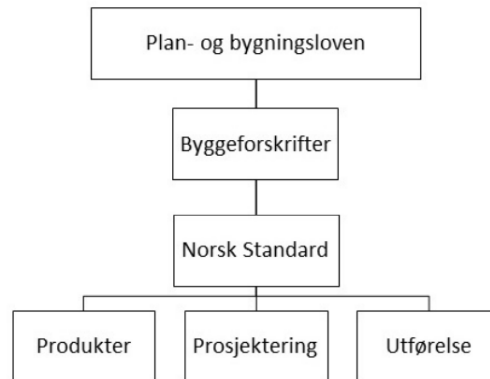 Plan- og bygningsloven
Byggeforskrifter
Norsk Standard
Produkter
Prosjektering
Utførelse